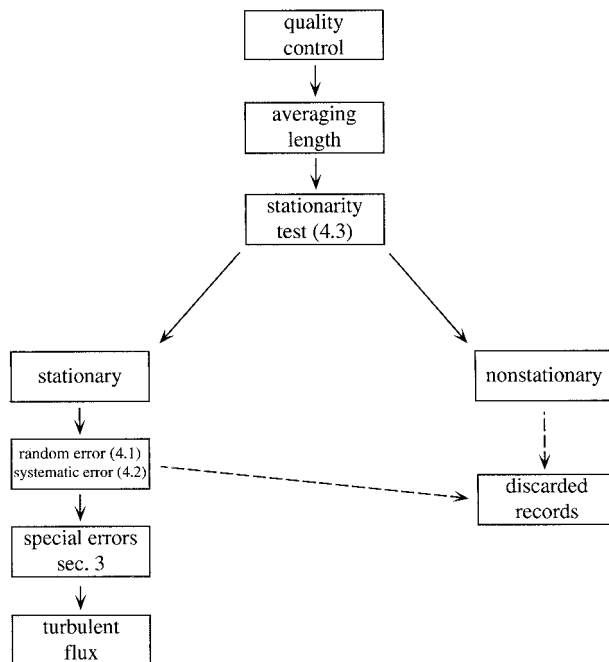 quality
control
averaging
length
stationarity
test (4.3)
stationary
nonstationary
random error (4.1)
systematic error (4.2)
discarded
records
special errors
sec. 3
turbulent
flux